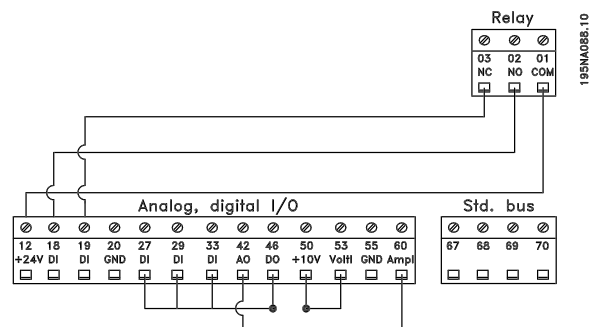 Relay
195NA088.10
03 02 01
NC NO COM
Analog, digital I/O
Std. bus
12 18 19 20 27 29 33 42 46 50 53 55 60
+24V DI DI GND DI DI DI AO DO +10V VoltI GND AmpI
67 68 69 70